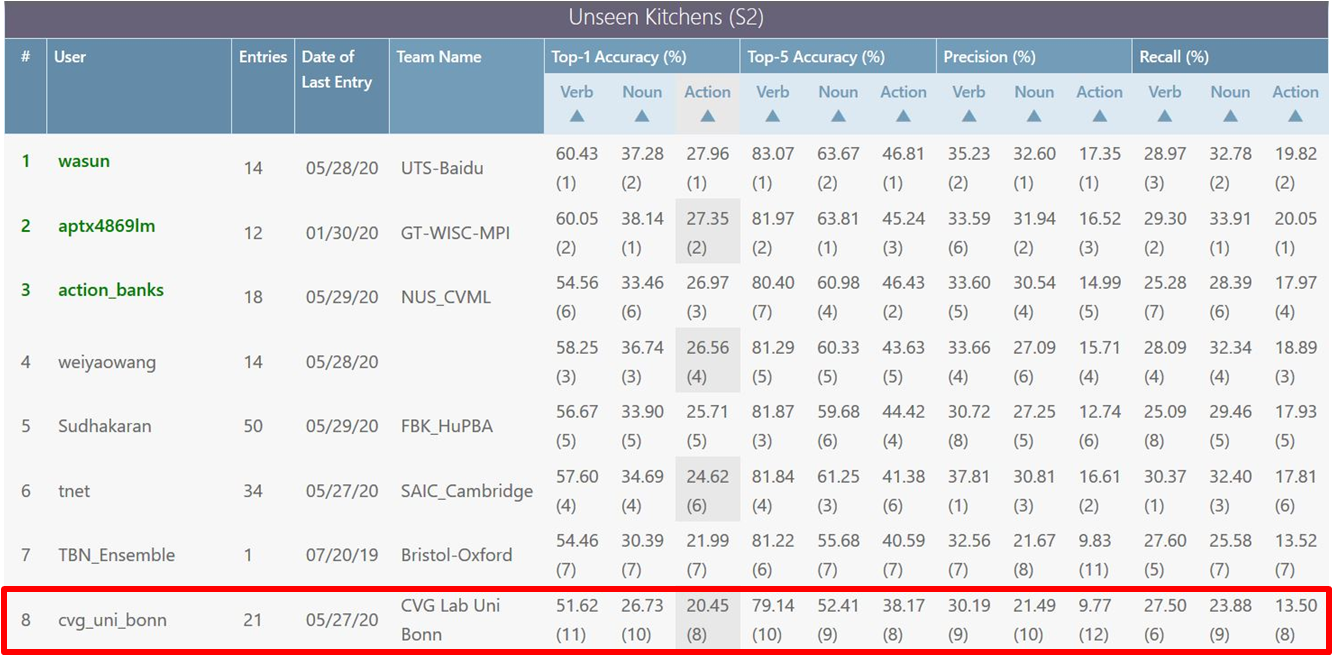 Unseen Kitchens (S2)
# User Entries Date of Last Entry Team Name Top-1 Accuracy (%) Top-5 Accuracy (%) Precision (%) Recall (%)
Verb Noun Action Verb Noun Action Verb Noun Action Verb Noun Action
▲ ▲ ▲ ▲ ▲ ▲ ▲ ▲ ▲ ▲ ▲ ▲
1 wasun 14 05/28/20 UTS-Baidu 60.43 37.28 27.96 83.07 63.67 46.81 35.23 32.60 17.35 28.97 32.78 19.82
(1) (2) (1) (1) (2) (1) (2) (1) (1) (3) (2) (2)
2 aptx4869lm 12 01/30/20 GT-WISC-MPI 60.05 38.14 27.35 81.97 63.81 45.24 33.59 31.94 16.52 29.30 33.91 20.05
(2) (1) (2) (2) (1) (3) (6) (2) (3) (2) (1) (1)
3 action_banks 18 05/29/20 NUS_CVML 54.56 33.46 26.97 80.40 60.98 46.43 33.60 30.54 14.99 25.28 28.39 17.97
(6) (6) (3) (7) (4) (2) (5) (4) (5) (7) (6) (4)
4 weiyaowang 14 05/28/20 58.25 36.74 26.56 81.29 60.33 43.63 33.66 27.09 15.71 28.09 32.34 18.89
(3) (3) (4) (5) (5) (5) (4) (6) (4) (4) (4) (3)
5 Sudhakaran 50 05/29/20 FBK_HuPBA 56.67 33.90 25.71 81.87 59.68 44.42 30.72 27.25 12.74 25.09 29.46 17.93
(5) (5) (5) (3) (6) (4) (8) (5) (6) (8) (5) (5)
6 tnet 34 05/27/20 SAIC_Cambridge 57.60 34.69 24.62 81.84 61.25 41.38 37.81 30.81 16.61 30.37 32.40 17.81
(4) (4) (6) (4) (3) (6) (1) (3) (2) (1) (3) (6)
7 TBN_Ensemble 1 07/20/19 Bristol-Oxford 54.46 30.39 21.99 81.22 55.68 40.59 32.56 21.67 9.83 27.60 25.58 13.52
(7) (7) (7) (6) (7) (7) (7) (8) (11) (5) (7) (7)
8 cvg_uni_bonn 21 05/27/20 CVG Lab Uni Bonn 51.62 26.73 20.45 79.14 52.41 38.17 30.19 21.49 9.77 27.50 23.88 13.50
(11) (10) (8) (10) (9) (8) (9) (10) (12) (6) (9) (8)